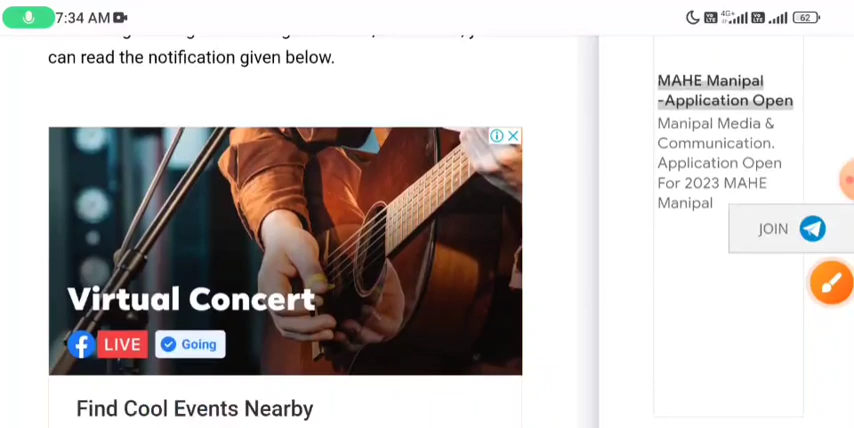 7:34 AM
4G+
62
can read the notification given below.
Virtual Concert
LIVE
Going
Find Cool Events Nearby
MAHE Manipal
-Application Open
Manipal Media &
Communication.
Application Open
For 2023 MAHE
Manipal
JOIN